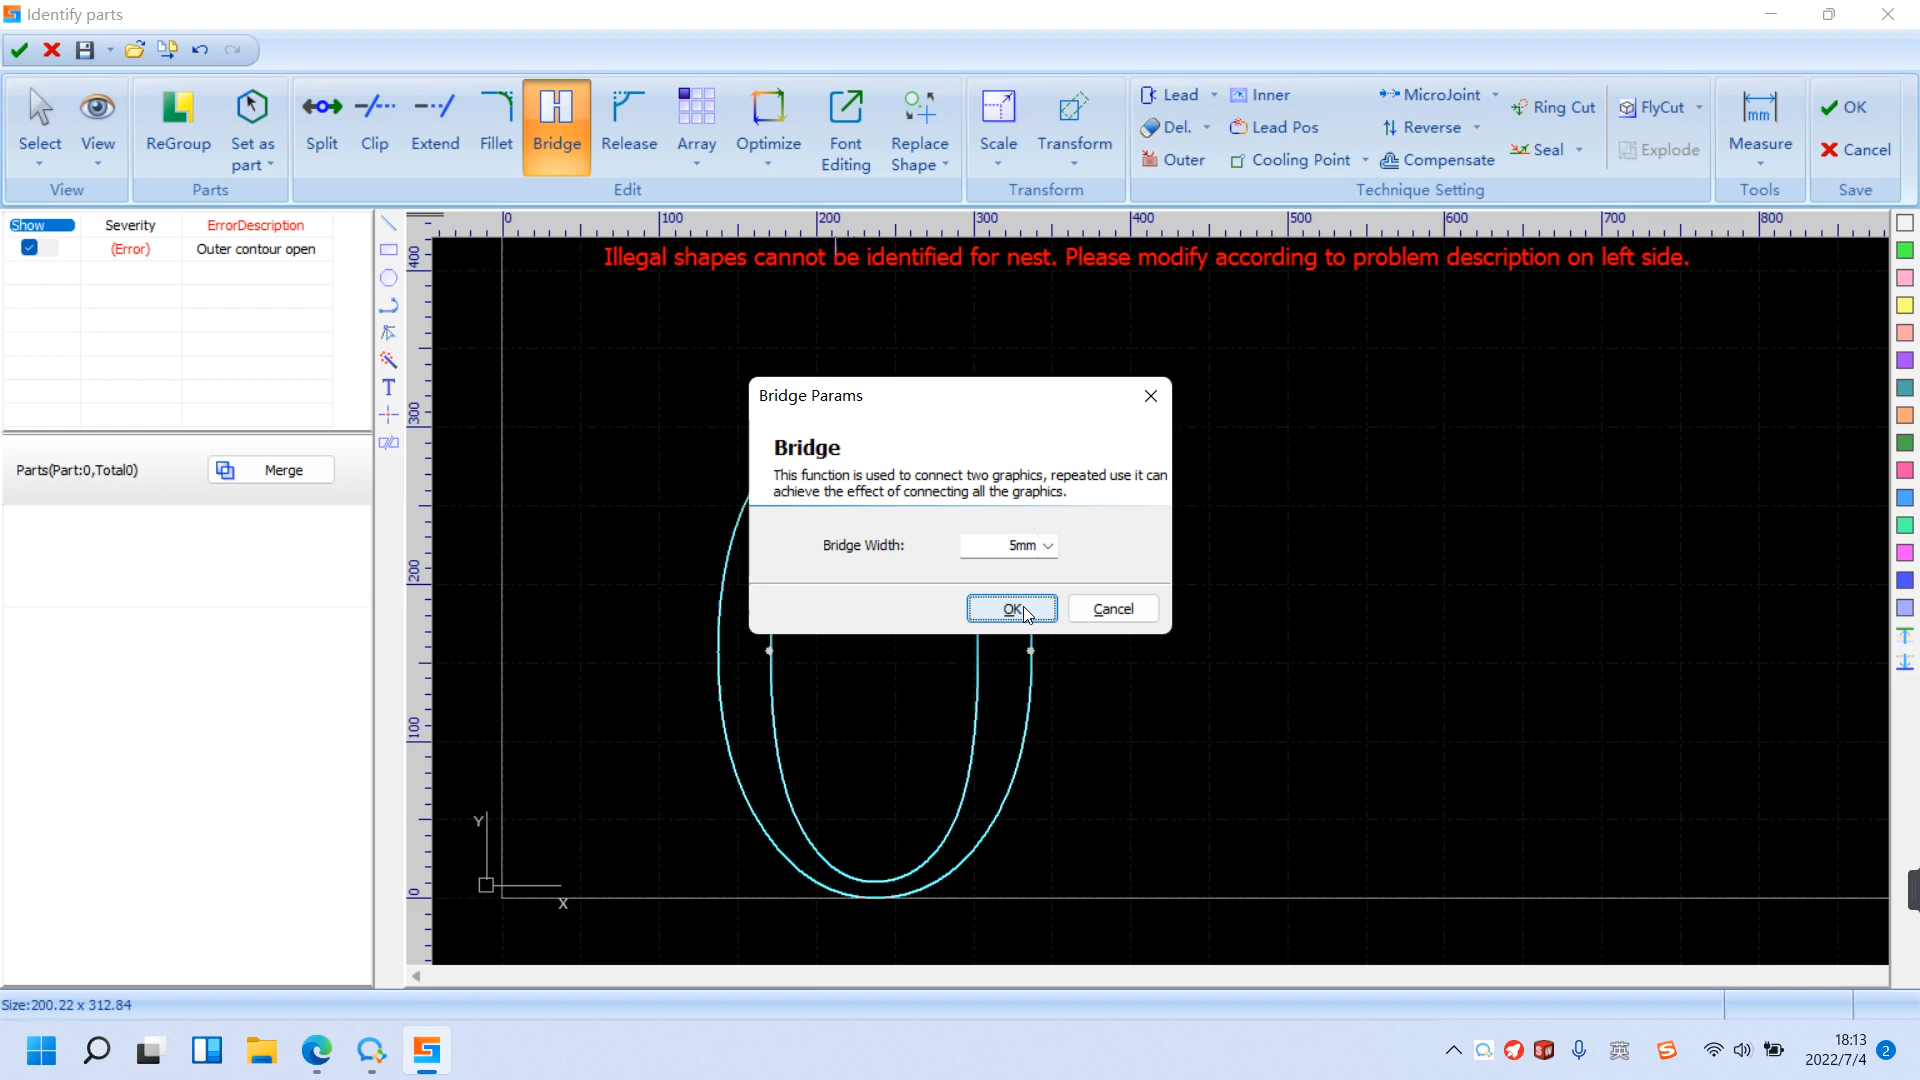 Identify parts
Select
View
View
ReGroup
Set as part
Parts
Split
Clip
Extend
Fillet
Bridge
Release
Array
Optimize
Font Editing
Replace Shape
Edit
Scale
Transform
Transform
Lead
Inner
MicroJoint
Del.
Lead Pos
Reverse
Outer
Cooling Point
Compensate
Ring Cut
Seal
FlyCut
Explode
Technique Setting
mm
Measure
Tools
OK
Cancel
Save
Show Severity ErrorDescription
(Error) Outer contour open
Parts(Part:0,Total0) Merge
0 100 200 300 400 500 600 700 800
400
300
200
100
0
T
Illegal shapes cannot be identified for nest. Please modify according to problem description on left side.
Bridge Params
Bridge
This function is used to connect two graphics, repeated use it can
achieve the effect of connecting all the graphics.
Bridge Width: 5mm
OK Cancel
Y
X
Size:200.22 x 312.84
SW
英
S
18:13
2022/7/4
2